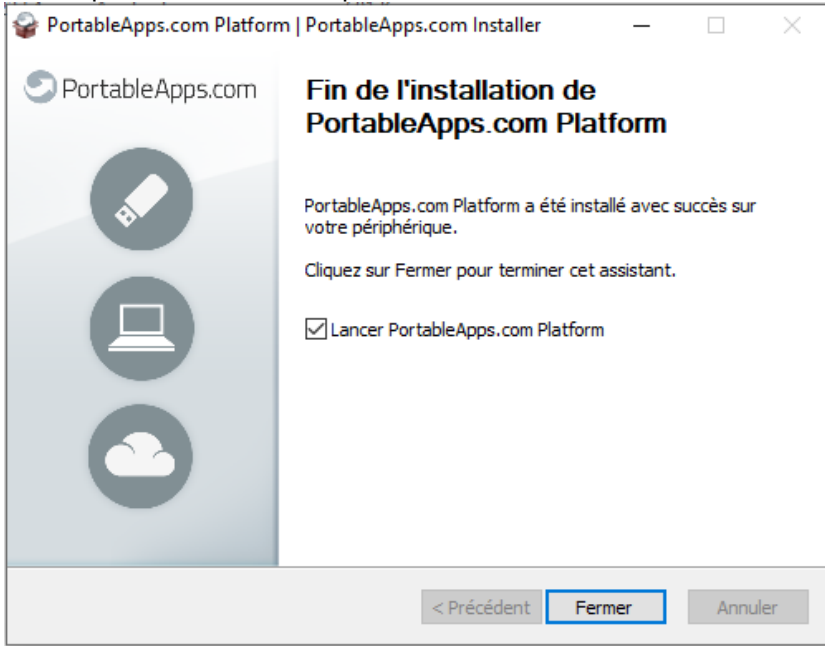 PortableApps.com Platform | PortableApps.com Installer
PortableApps.com
Fin de l'installation de
PortableApps.com Platform
PortableApps.com Platform a été installé avec succès sur
votre périphérique.
Cliquez sur Fermer pour terminer cet assistant.
Lancer PortableApps.com Platform
< Précédent
Fermer
Annuler